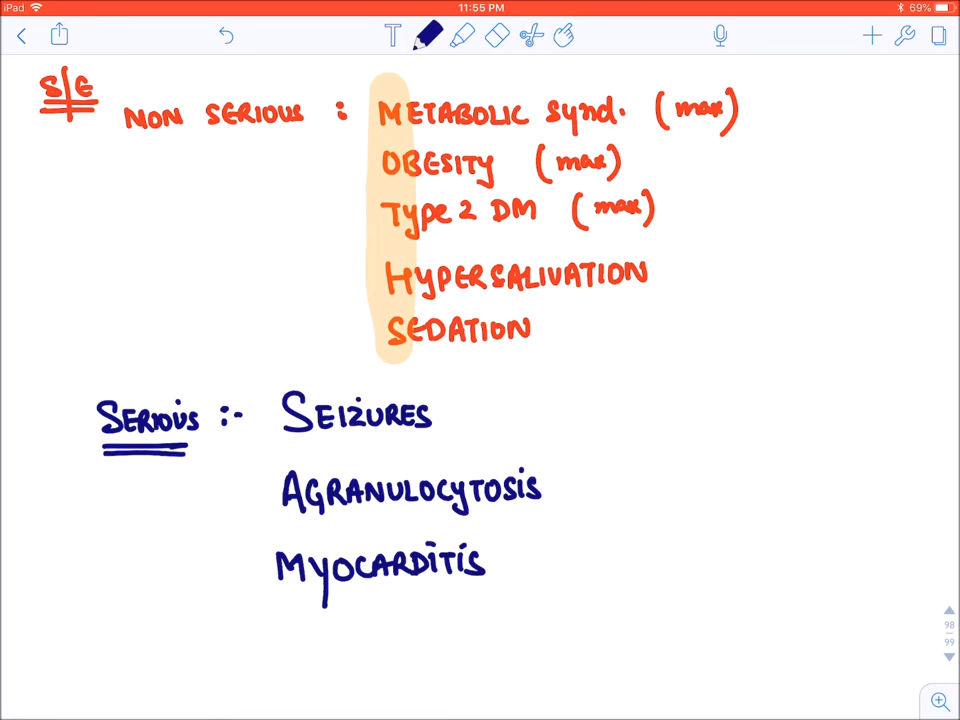 iPad 11:55 PM 69%
T
S/E
NON SERIOUS : METABOLIC Synd. (max)
OBESITY (max)
Type 2 DM (max)
HYPERSALIVATION
SEDATION
SERIOUS :- SEIZURES
AGRANULOCYTOSIS
MYOCARDITIS
98
99